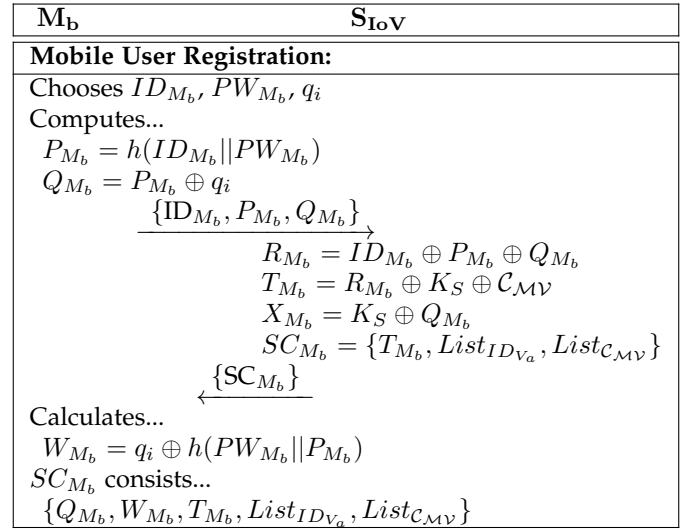 M_b S_IoV
Mobile User Registration:
Chooses ID_{M_b}, PW_{M_b}, q_i
Computes...
P_{M_b} = h(ID_{M_b}||PW_{M_b})
Q_{M_b} = P_{M_b} ⊕ q_i
{ID_{M_b}, P_{M_b}, Q_{M_b}}
R_{M_b} = ID_{M_b} ⊕ P_{M_b} ⊕ Q_{M_b}
T_{M_b} = R_{M_b} ⊕ K_S ⊕ C_{MV}
X_{M_b} = K_S ⊕ Q_{M_b}
SC_{M_b} = {T_{M_b}, List_{ID_{V_a}}, List_{C_{MV}}}
{SC_{M_b}}
Calculates...
W_{M_b} = q_i ⊕ h(PW_{M_b}||P_{M_b})
SC_{M_b} consists...
{Q_{M_b}, W_{M_b}, T_{M_b}, List_{ID_{V_a}}, List_{C_{MV}}}